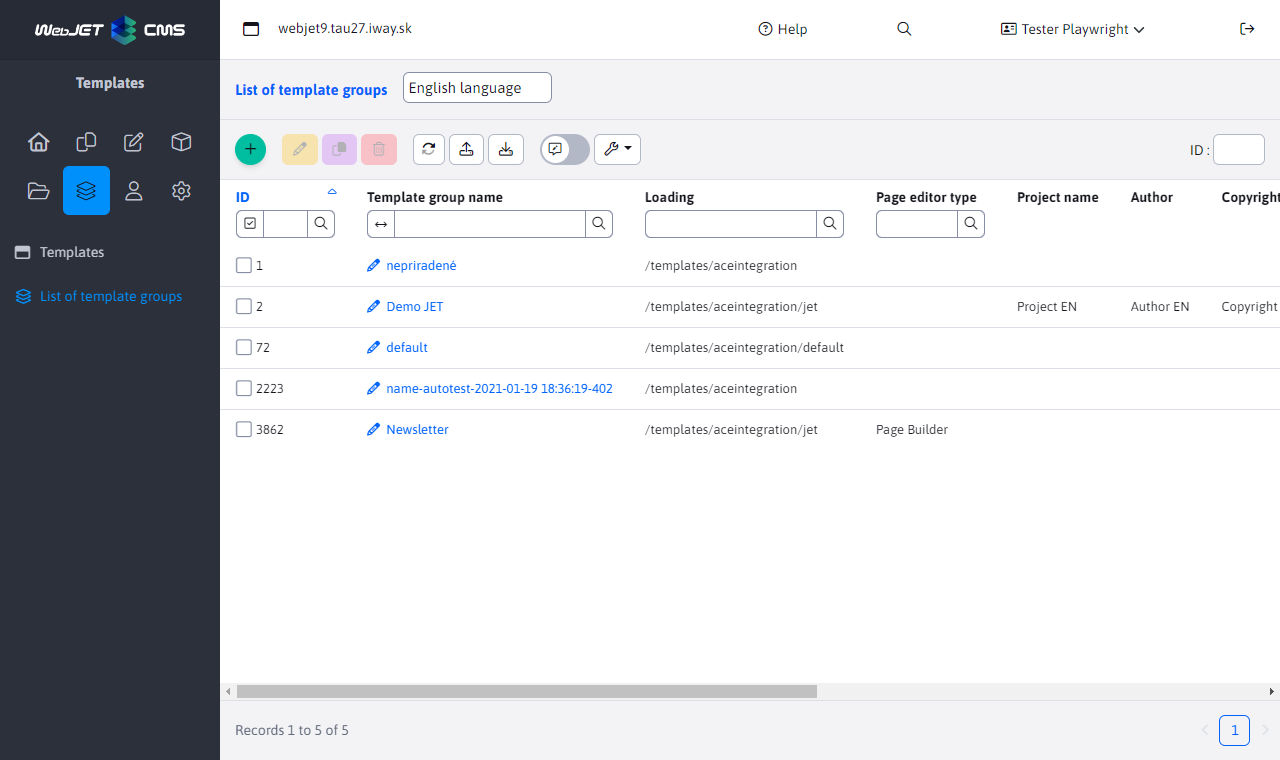 WebJET CMS
webjet9.tau27.iway.sk
Help
Tester Playwright
Templates
List of template groups
English language
ID :
Templates
List of template groups
ID Template group name Loading Page editor type Project name Author Copyright
1 nepriradené /templates/aceintegration
2 Demo JET /templates/aceintegration/jet Project EN Author EN Copyright
72 default /templates/aceintegration/default
2223 name-autotest-2021-01-19 18:36:19-402 /templates/aceintegration
3862 Newsletter /templates/aceintegration/jet Page Builder
Records 1 to 5 of 5
1